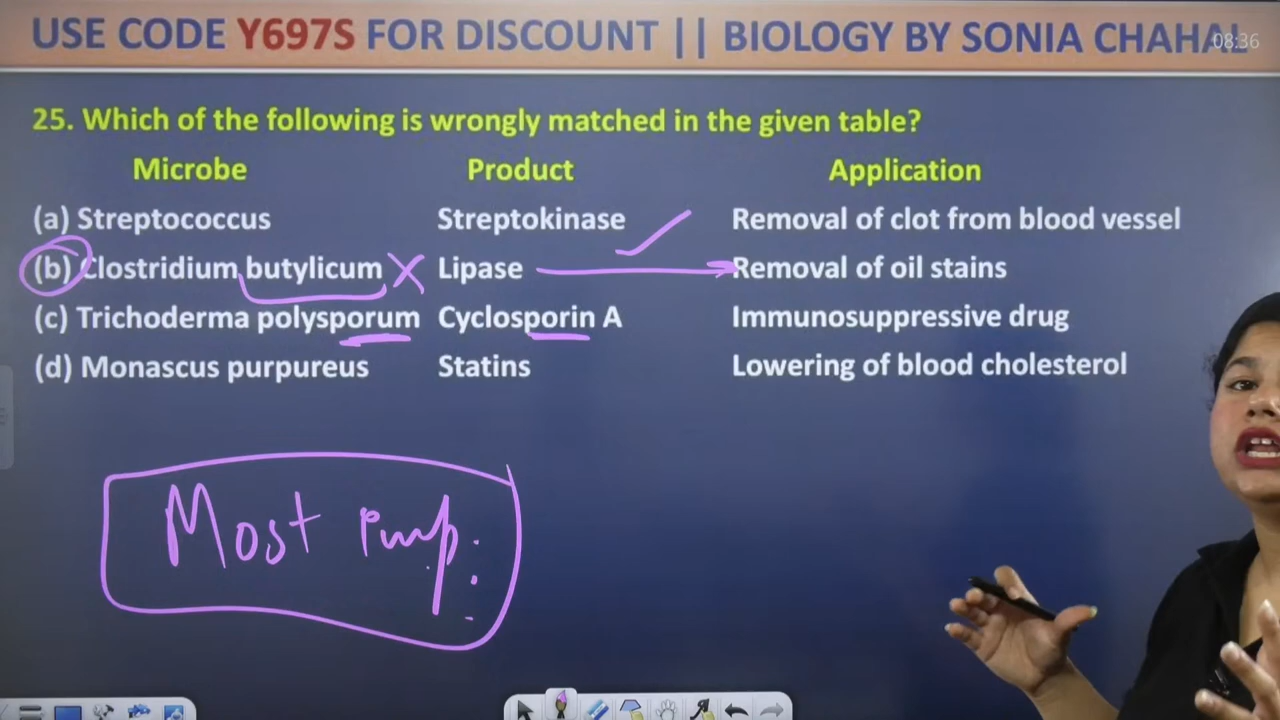 USE CODE Y697S FOR DISCOUNT || BIOLOGY BY SONIA CHAHAL
08:36
25. Which of the following is wrongly matched in the given table?
Microbe Product Application
(a) Streptococcus Streptokinase Removal of clot from blood vessel
(b) Clostridium butylicum Lipase Removal of oil stains
(c) Trichoderma polysporum Cyclosporin A Immunosuppressive drug
(d) Monascus purpureus Statins Lowering of blood cholesterol
Most imp.